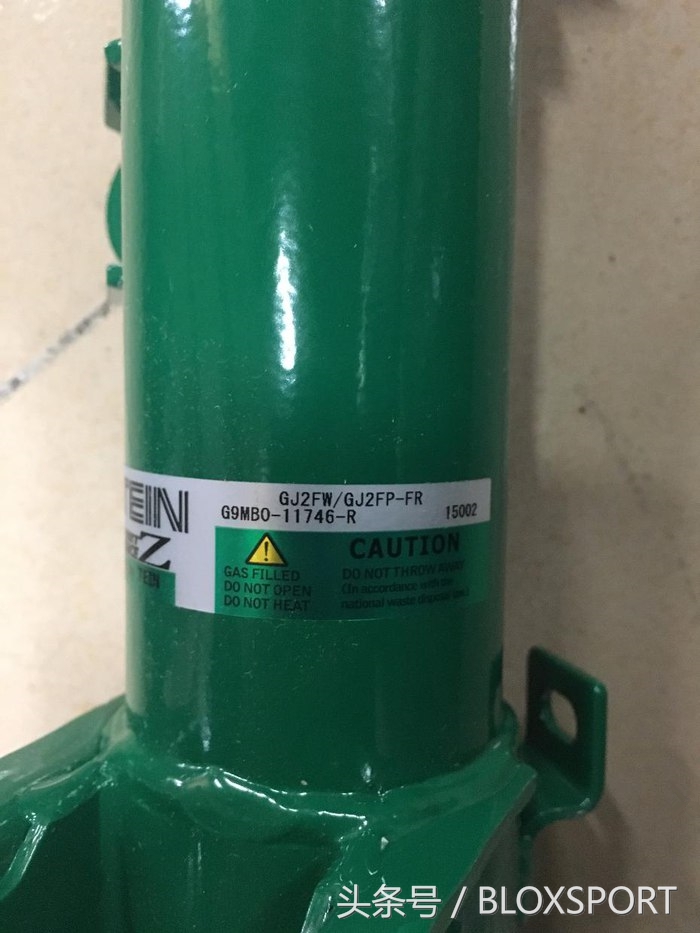 TEIN
GJ2FW/GJ2FP-FR
G9MB0-11746-R 15002
Z
TEIN
CAUTION
GAS FILLED
DO NOT OPEN
DO NOT HEAT
DO NOT THROW AWAY
(In accordance with the
national waste disposal law.)
头条号 / BLOXSPORT